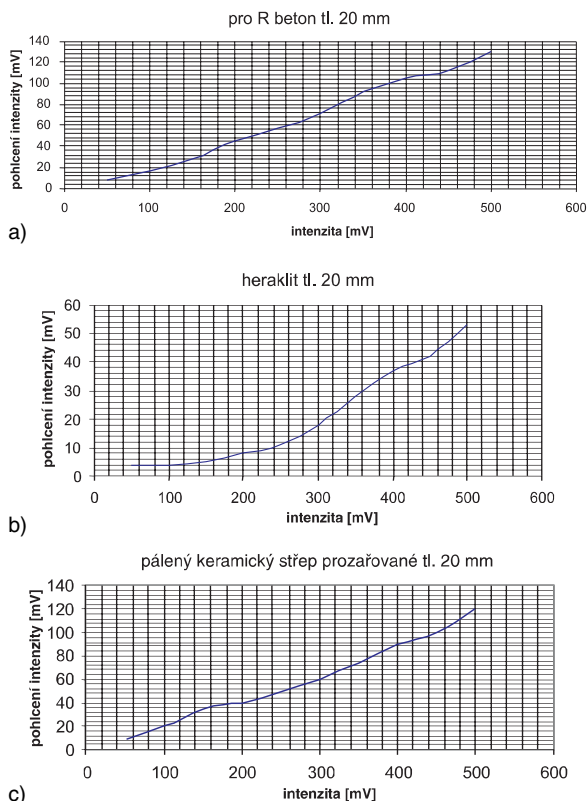 pro R beton tl. 20 mm
pohlcení intenzity [mV]
140
120
100
80
60
40
20
0
0 100 200 300 400 500 600
intenzita [mV]
a)
heraklit tl. 20 mm
pohlcení intenzity [mV]
60
50
40
30
20
10
0
0 100 200 300 400 500 600
intenzita [mV]
b)
pálený keramický střep prozařované tl. 20 mm
pohlcení intenzity [mV]
140
120
100
80
60
40
20
0
0 100 200 300 400 500 600
intenzita [mV]
c)